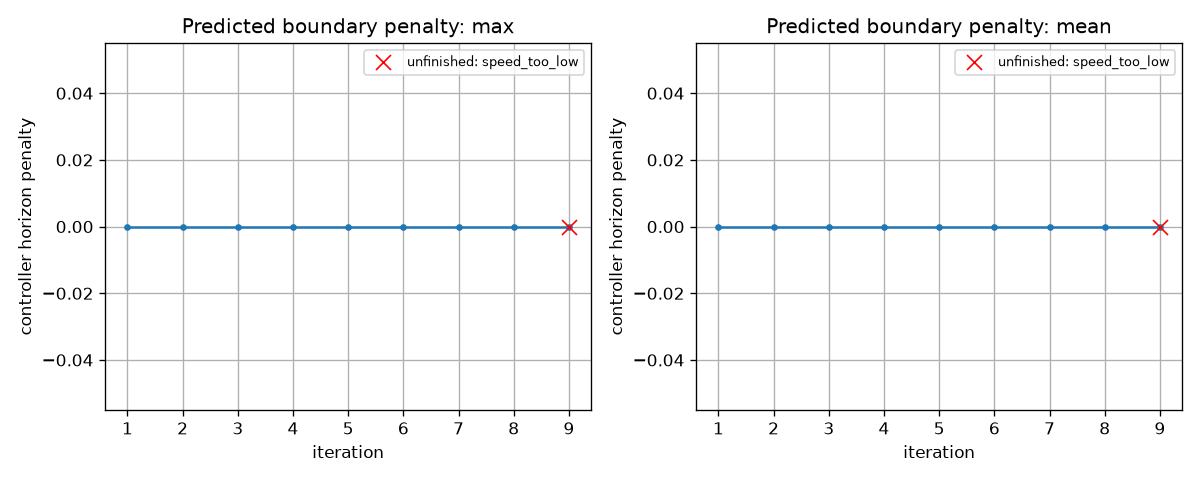 Predicted boundary penalty: max
unfinished: speed_too_low
controller horizon penalty
0.04
0.02
0.00
−0.02
−0.04
1 2 3 4 5 6 7 8 9
iteration
Predicted boundary penalty: mean
unfinished: speed_too_low
controller horizon penalty
0.04
0.02
0.00
−0.02
−0.04
1 2 3 4 5 6 7 8 9
iteration